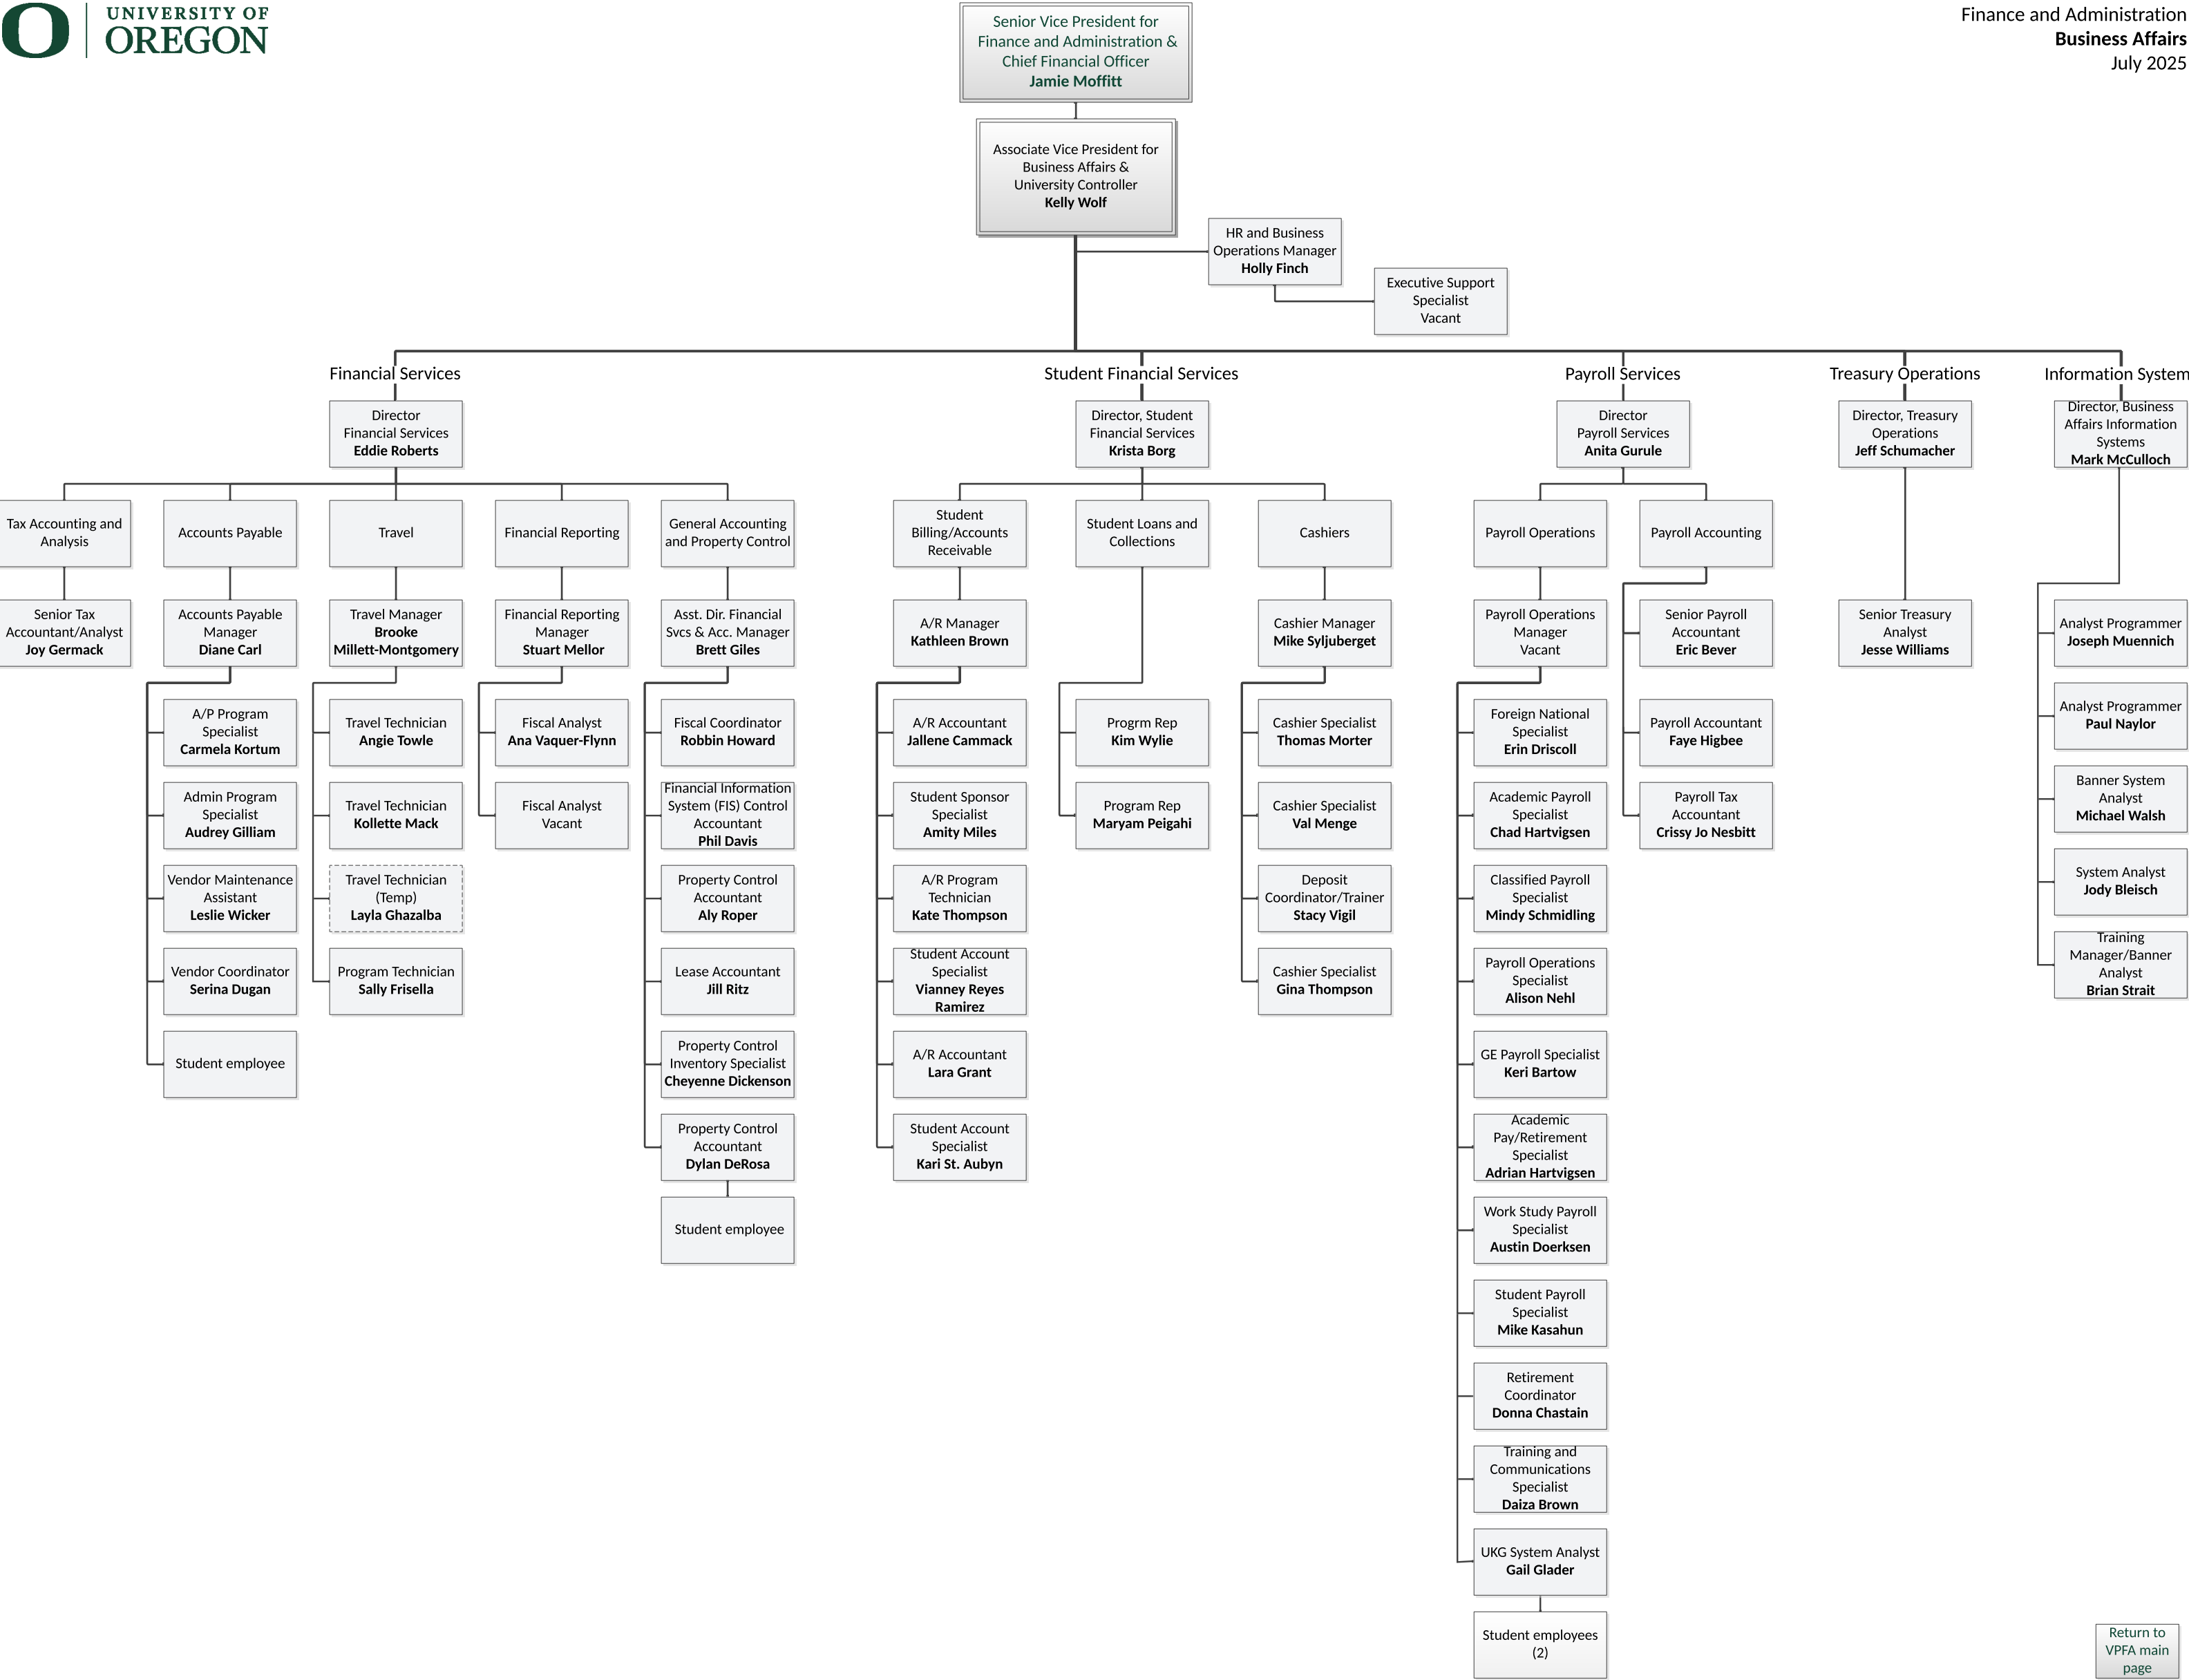 UNIVERSITY OF
OREGON
Finance and Administration
Business Affairs
July 2025
Senior Vice President for
Finance and Administration &
Chief Financial Officer
Jamie Moffitt
Associate Vice President for
Business Affairs &
University Controller
Kelly Wolf
HR and Business
Operations Manager
Holly Finch
Executive Support
Specialist
Vacant
Financial Services
Director
Financial Services
Eddie Roberts
Tax Accounting and
Analysis
Senior Tax
Accountant/Analyst
Joy Germack
Accounts Payable
Accounts Payable
Manager
Diane Carl
A/P Program
Specialist
Carmela Kortum
Admin Program
Specialist
Audrey Gilliam
Vendor Maintenance
Assistant
Leslie Wicker
Vendor Coordinator
Serina Dugan
Student employee
Travel
Travel Manager
Brooke
Millett-Montgomery
Travel Technician
Angie Towle
Travel Technician
Kollette Mack
Travel Technician
(Temp)
Layla Ghazalba
Program Technician
Sally Frisella
Financial Reporting
Financial Reporting
Manager
Stuart Mellor
Fiscal Analyst
Ana Vaquer-Flynn
Fiscal Analyst
Vacant
General Accounting
and Property Control
Asst. Dir. Financial
Svcs & Acc. Manager
Brett Giles
Fiscal Coordinator
Robbin Howard
Financial Information
System (FIS) Control
Accountant
Phil Davis
Property Control
Accountant
Aly Roper
Lease Accountant
Jill Ritz
Property Control
Inventory Specialist
Cheyenne Dickenson
Property Control
Accountant
Dylan DeRosa
Student employee
Student Financial Services
Director, Student
Financial Services
Krista Borg
Student
Billing/Accounts
Receivable
A/R Manager
Kathleen Brown
A/R Accountant
Jallene Cammack
Student Sponsor
Specialist
Amity Miles
A/R Program
Technician
Kate Thompson
Student Account
Specialist
Vianney Reyes
Ramirez
A/R Accountant
Lara Grant
Student Account
Specialist
Kari St. Aubyn
Student Loans and
Collections
Progrm Rep
Kim Wylie
Program Rep
Maryam Peigahi
Cashiers
Cashier Manager
Mike Syljuberget
Cashier Specialist
Thomas Morter
Cashier Specialist
Val Menge
Deposit
Coordinator/Trainer
Stacy Vigil
Cashier Specialist
Gina Thompson
Payroll Services
Director
Payroll Services
Anita Gurule
Payroll Operations
Payroll Operations
Manager
Vacant
Foreign National
Specialist
Erin Driscoll
Academic Payroll
Specialist
Chad Hartvigsen
Classified Payroll
Specialist
Mindy Schmidling
Payroll Operations
Specialist
Alison Nehl
GE Payroll Specialist
Keri Bartow
Academic
Pay/Retirement
Specialist
Adrian Hartvigsen
Work Study Payroll
Specialist
Austin Doerksen
Student Payroll
Specialist
Mike Kasahun
Retirement
Coordinator
Donna Chastain
Training and
Communications
Specialist
Daiza Brown
UKG System Analyst
Gail Glader
Student employees
(2)
Payroll Accounting
Senior Payroll
Accountant
Eric Bever
Payroll Accountant
Faye Higbee
Payroll Tax
Accountant
Crissy Jo Nesbitt
Treasury Operations
Director, Treasury
Operations
Jeff Schumacher
Senior Treasury
Analyst
Jesse Williams
Information System
Director, Business
Affairs Information
Systems
Mark McCulloch
Analyst Programmer
Joseph Muennich
Analyst Programmer
Paul Naylor
Banner System
Analyst
Michael Walsh
System Analyst
Jody Bleisch
Training
Manager/Banner
Analyst
Brian Strait
Return to
VPFA main
page